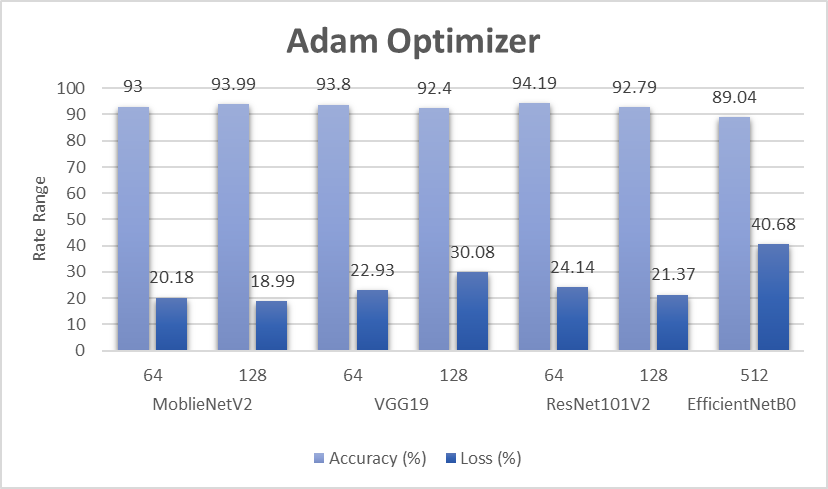 Adam Optimizer
93 93.99 93.8 92.4 94.19 92.79 89.04
20.18 18.99 22.93 30.08 24.14 21.37 40.68
Rate Range
100
90
80
70
60
50
40
30
20
10
0
64 128 64 128 64 128 512
MoblieNetV2 VGG19 ResNet101V2 EfficientNetB0
Accuracy (%) Loss (%)